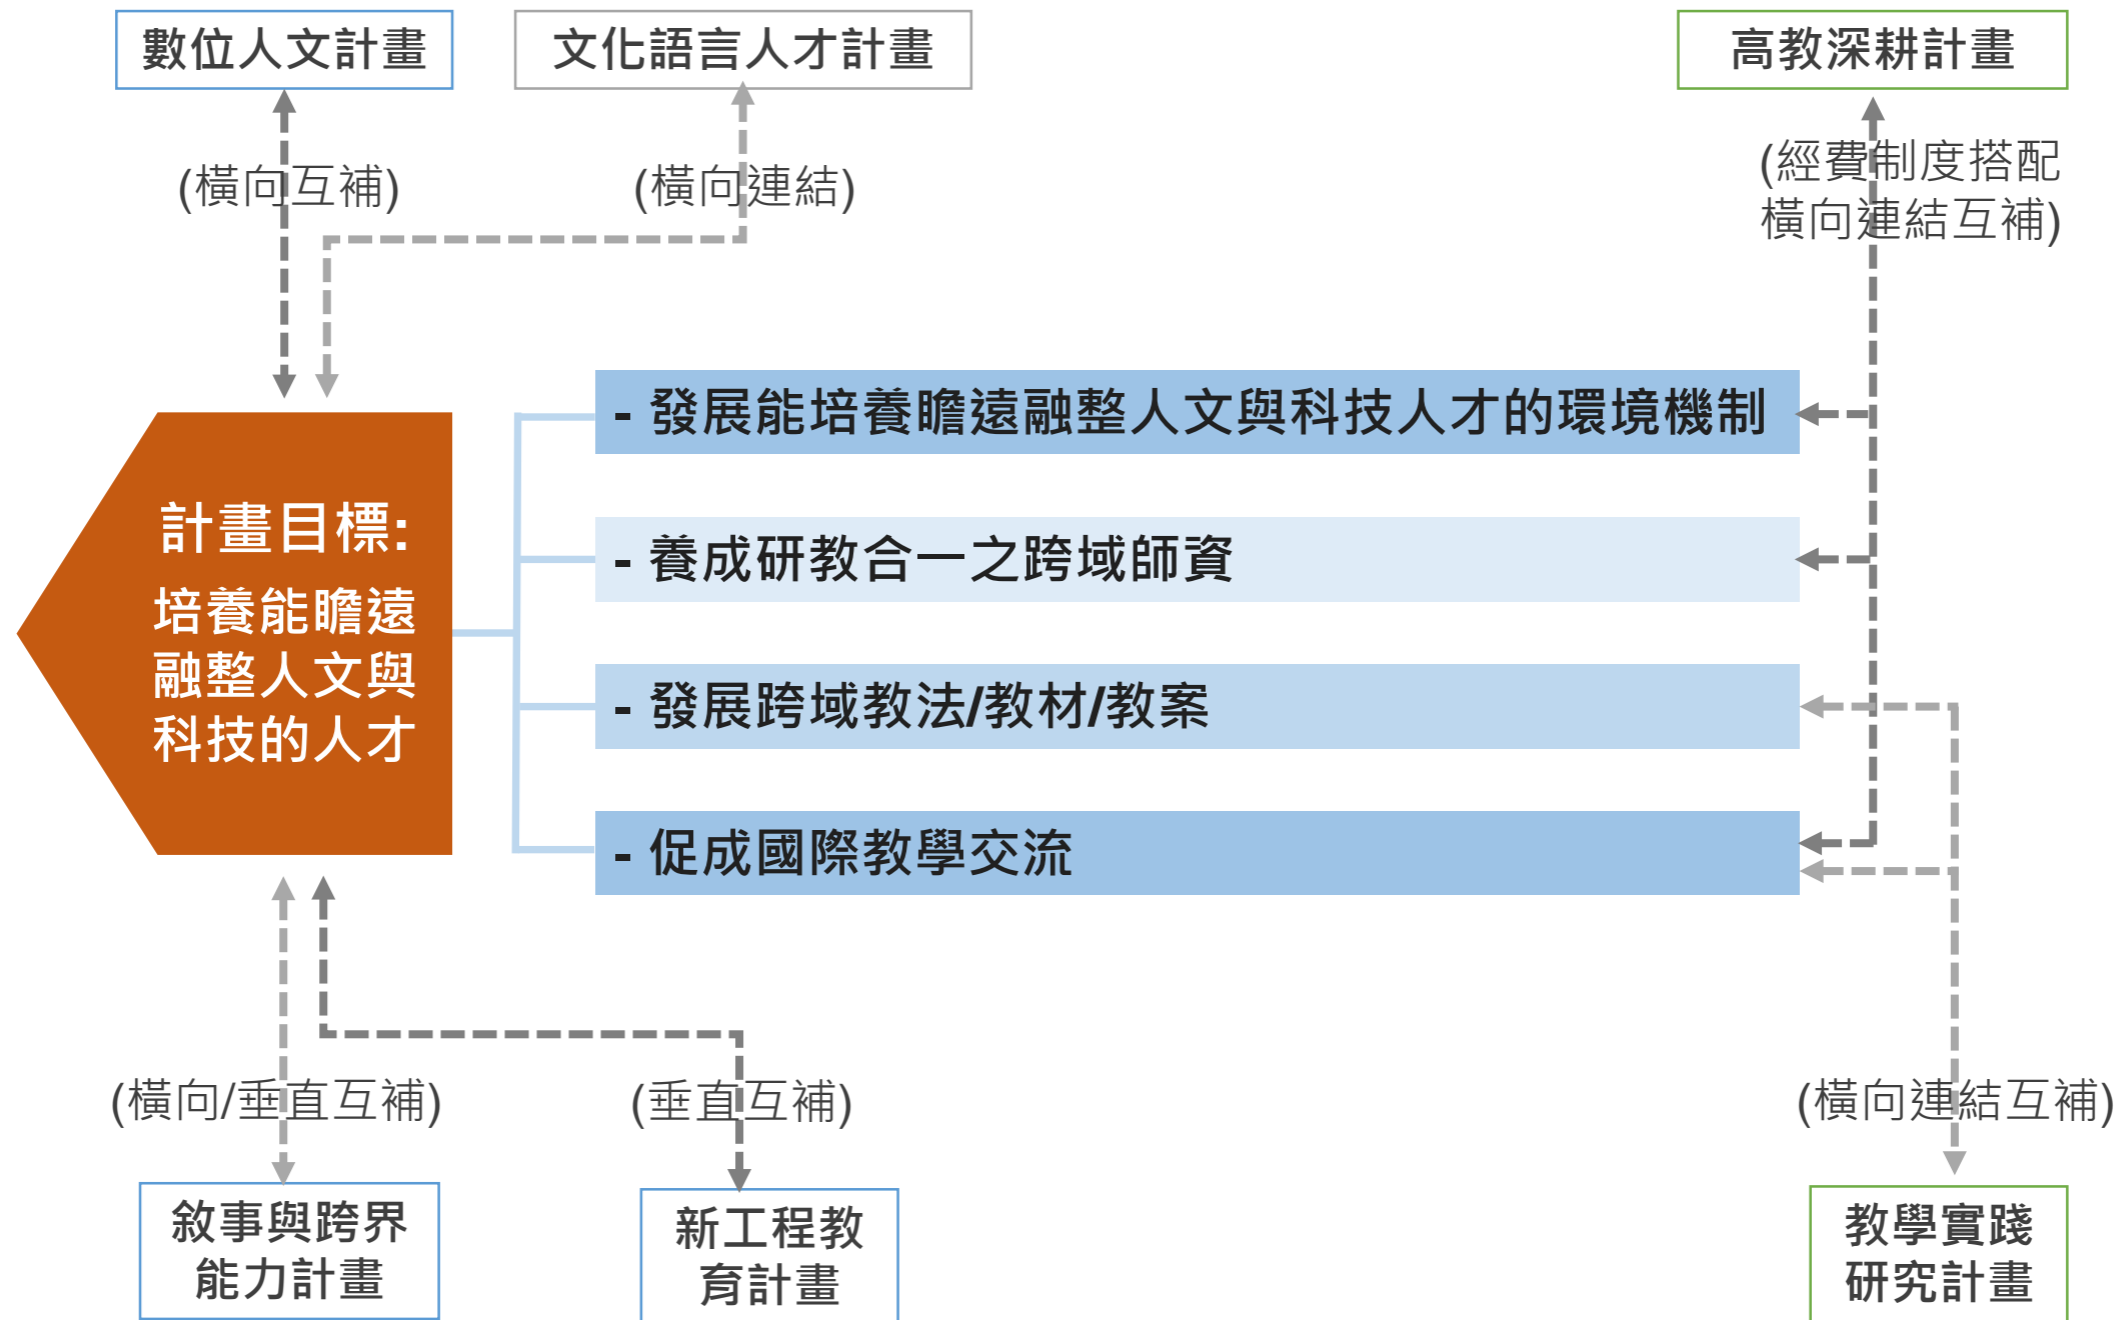 數位人文計畫
文化語言人才計畫
高教深耕計畫
(橫向互補)
(橫向連結)
(經費制度搭配
橫向連結互補)
計畫目標:
培養能瞻遠
融整人文與
科技的人才
- 發展能培養瞻遠融整人文與科技人才的環境機制
- 養成研教合一之跨域師資
- 發展跨域教法/教材/教案
- 促成國際教學交流
(橫向/垂直互補)
(垂直互補)
(橫向連結互補)
敘事與跨界
能力計畫
新工程教
育計畫
教學實踐
研究計畫